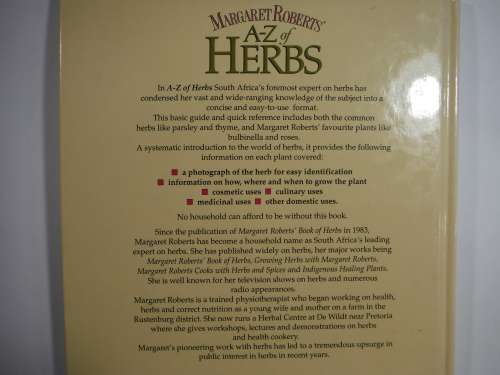 MARGARET ROBERTS'
A-Z of
HERBS
In A-Z of Herbs South Africa's foremost expert on herbs has
condensed her vast and wide-ranging knowledge of the subject into a
concise and easy-to-use format.
This basic guide and quick reference includes both the common
herbs like parsley and thyme, and Margaret Roberts' favourite plants like
bulbinella and roses.
A systematic introduction to the world of herbs, it provides the following
information on each plant covered:
■ a photograph of the herb for easy identification
■ information on how, where and when to grow the plant
■ cosmetic uses ■ culinary uses
■ medicinal uses ■ other domestic uses.
No household can afford to be without this book.
Since the publication of Margaret Roberts' Book of Herbs in 1983,
Margaret Roberts has become a household name as South Africa's leading
expert on herbs. She has published widely on herbs, her major works being
Margaret Roberts' Book of Herbs, Growing Herbs with Margaret Roberts,
Margaret Roberts Cooks with Herbs and Spices and Indigenous Healing Plants.
She is well known for her television shows on herbs and numerous
radio appearances.
Margaret Roberts is a trained physiotherapist who began working on health,
herbs and correct nutrition as a young wife and mother on a farm in the
Rustenburg district. She now runs a Herbal Centre at De Wildt near Pretoria
where she gives workshops, lectures and demonstrations on herbs
and health cookery.
Margaret's pioneering work with herbs has led to a tremendous upsurge in
public interest in herbs in recent years.